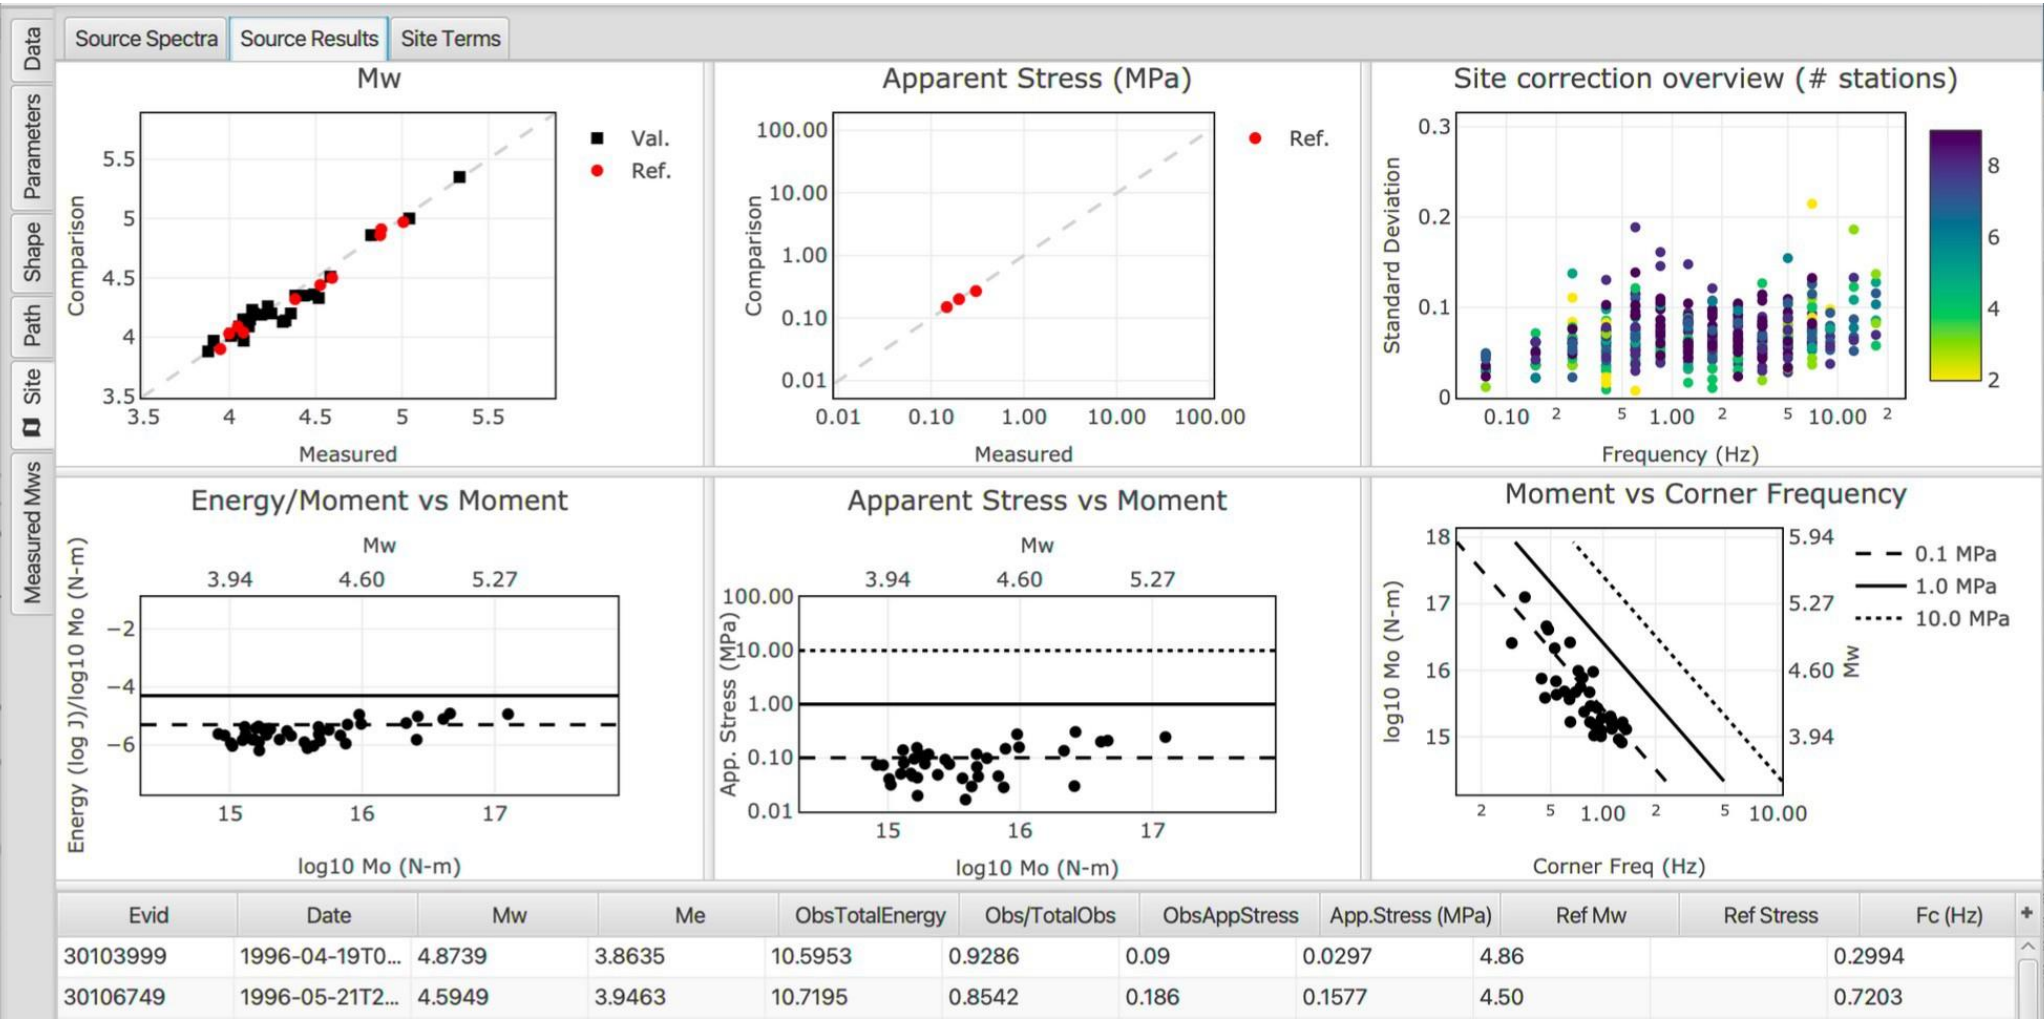 Source Spectra
Source Results
Site Terms
Data
Parameters
Shape
Path
Site
Measured Mws
Mw
Comparison
5.5
5
4.5
4
3.5
3.5 4 4.5 5 5.5
Measured
Val.
Ref.
Apparent Stress (MPa)
Comparison
100.00
10.00
1.00
0.10
0.01
0.01 0.10 1.00 10.00 100.00
Measured
Ref.
Site correction overview (# stations)
Standard Deviation
0.3
0.2
0.1
0
0.10 2 5 1.00 2 5 10.00 2
Frequency (Hz)
8
6
4
2
Energy/Moment vs Moment
Mw
3.94 4.60 5.27
Energy (log J)/log10 Mo (N-m)
−2
−4
−6
15 16 17
log10 Mo (N-m)
Apparent Stress vs Moment
Mw
3.94 4.60 5.27
App. Stress (MPa)
100.00
10.00
1.00
0.10
0.01
15 16 17
log10 Mo (N-m)
Moment vs Corner Frequency
log10 Mo (N-m)
18
17
16
15
5.94
5.27
4.60
3.94
Mw
2 5 1.00 2 5 10.00
Corner Freq (Hz)
0.1 MPa
1.0 MPa
10.0 MPa
Evid Date Mw Me ObsTotalEnergy Obs/TotalObs ObsAppStress App.Stress (MPa) Ref Mw Ref Stress Fc (Hz) +
30103999 1996-04-19T0... 4.8739 3.8635 10.5953 0.9286 0.09 0.0297 4.86 0.2994
30106749 1996-05-21T2... 4.5949 3.9463 10.7195 0.8542 0.186 0.1577 4.50 0.7203